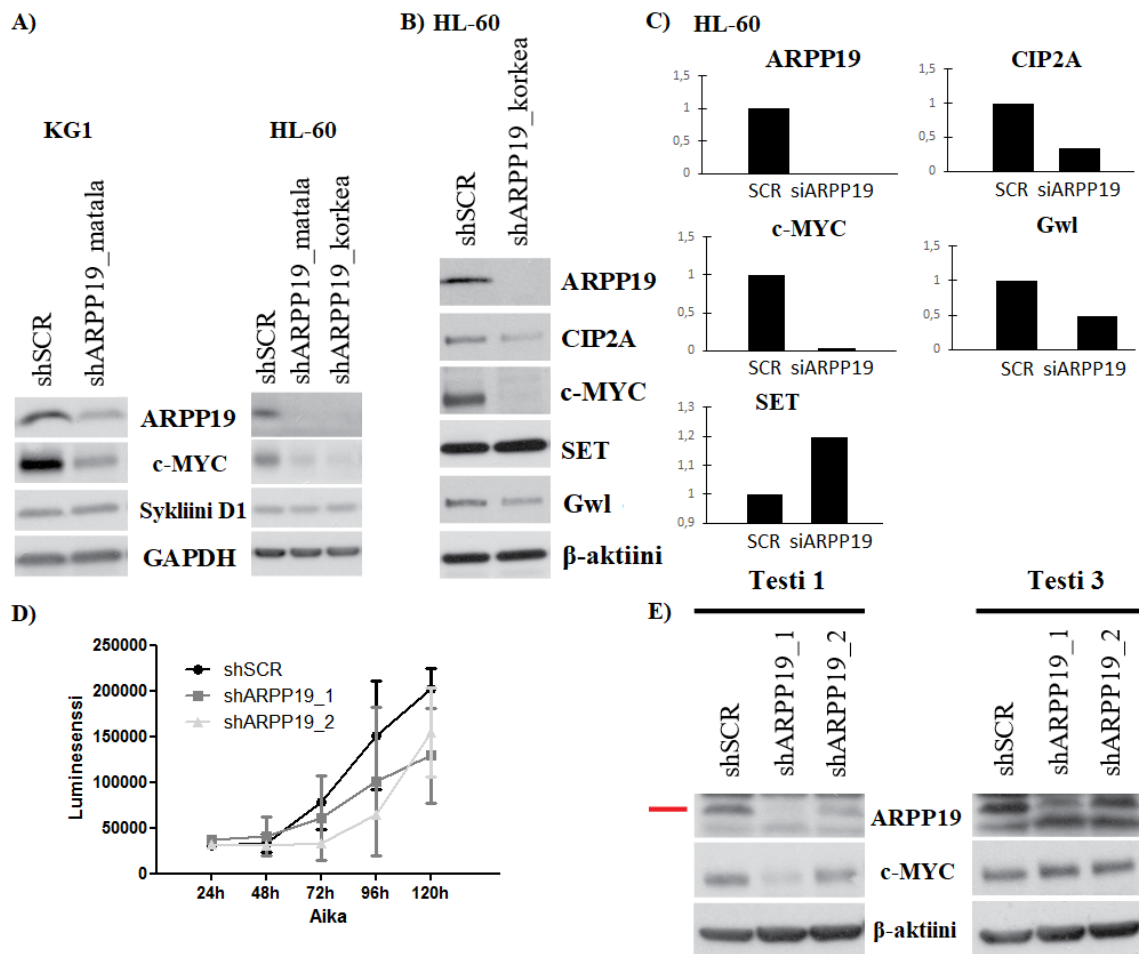 A)
KG1
HL-60
shSCR
shARPP19_matala
shSCR
shARPP19_matala
shARPP19_korkea
ARPP19
c-MYC
Sykliini D1
GAPDH
B) HL-60
shSCR
shARPP19_korkea
ARPP19
CIP2A
c-MYC
SET
Gwl
β-aktiini
C) HL-60
ARPP19
1,5
1
0,5
0
SCR siARPP19
CIP2A
1,5
1
0,5
0
SCR siARPP19
c-MYC
1,5
1
0,5
0
SCR siARPP19
Gwl
1,5
1
0,5
0
SCR siARPP19
SET
1,3
1,2
1,1
1
0,9
SCR siARPP19
D)
Luminesenssi
250000
200000
150000
100000
50000
0
shSCR
shARPP19_1
shARPP19_2
24h 48h 72h 96h 120h
Aika
E)
Testi 1
Testi 3
shSCR
shARPP19_1
shARPP19_2
shSCR
shARPP19_1
shARPP19_2
ARPP19
c-MYC
β-aktiini